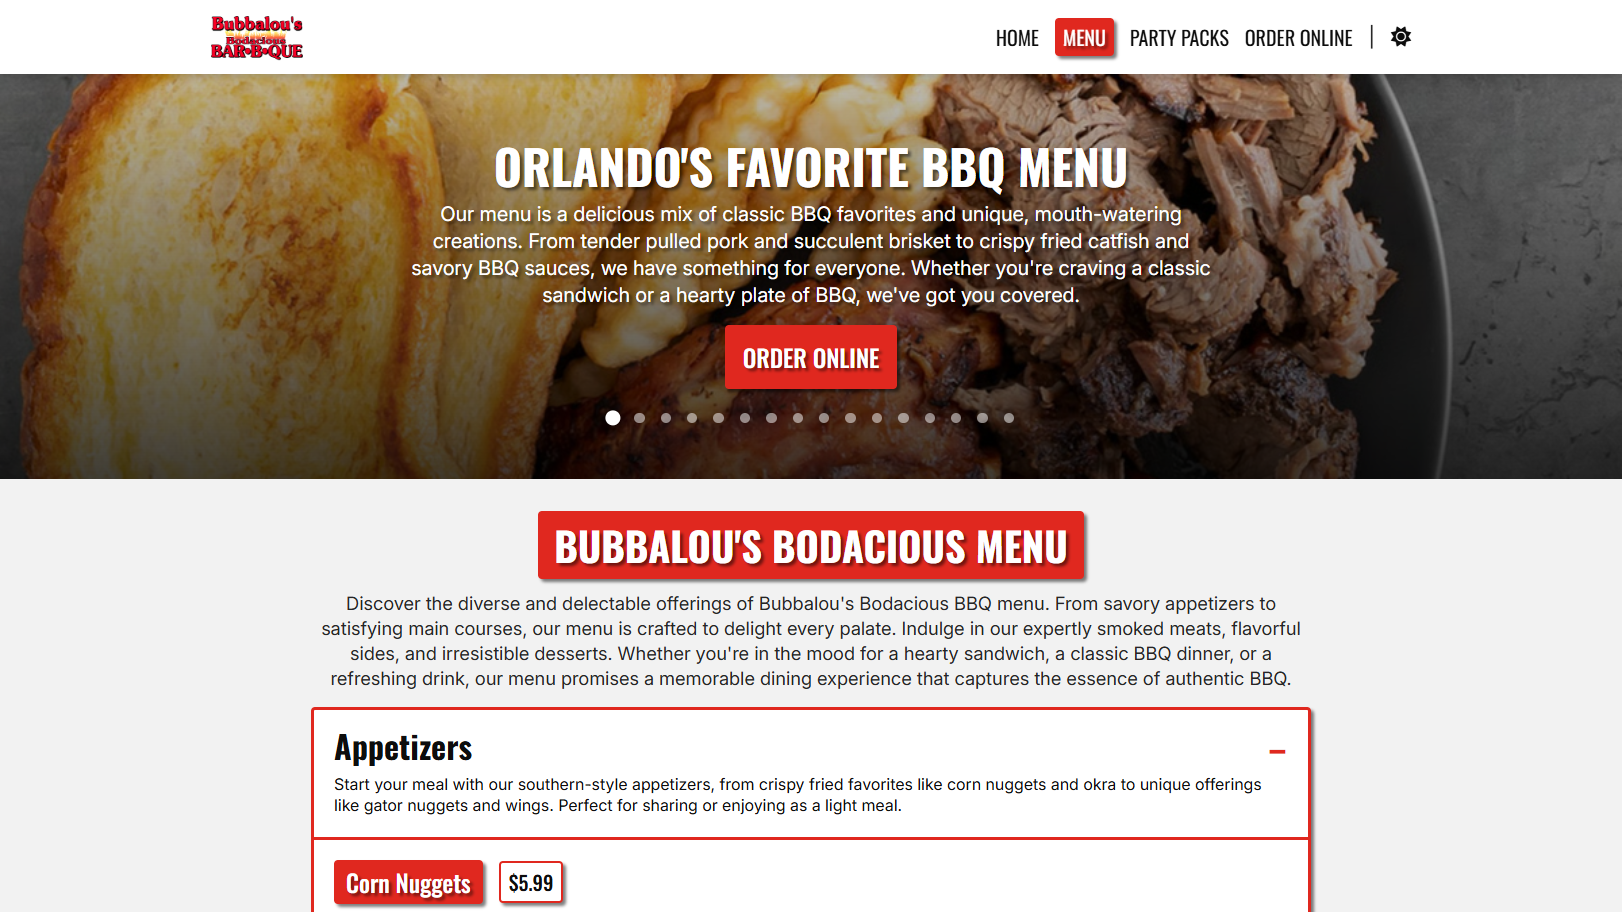 Bubbalou's
Bodacious
BAR•B•QUE
HOME
MENU
PARTY PACKS
ORDER ONLINE
ORLANDO'S FAVORITE BBQ MENU
Our menu is a delicious mix of classic BBQ favorites and unique, mouth-watering
creations. From tender pulled pork and succulent brisket to crispy fried catfish and
savory BBQ sauces, we have something for everyone. Whether you're craving a classic
sandwich or a hearty plate of BBQ, we've got you covered.
ORDER ONLINE
BUBBALOU'S BODACIOUS MENU
Discover the diverse and delectable offerings of Bubbalou's Bodacious BBQ menu. From savory appetizers to
satisfying main courses, our menu is crafted to delight every palate. Indulge in our expertly smoked meats, flavorful
sides, and irresistible desserts. Whether you're in the mood for a hearty sandwich, a classic BBQ dinner, or a
refreshing drink, our menu promises a memorable dining experience that captures the essence of authentic BBQ.
Appetizers
Start your meal with our southern-style appetizers, from crispy fried favorites like corn nuggets and okra to unique offerings
like gator nuggets and wings. Perfect for sharing or enjoying as a light meal.
Corn Nuggets
$5.99